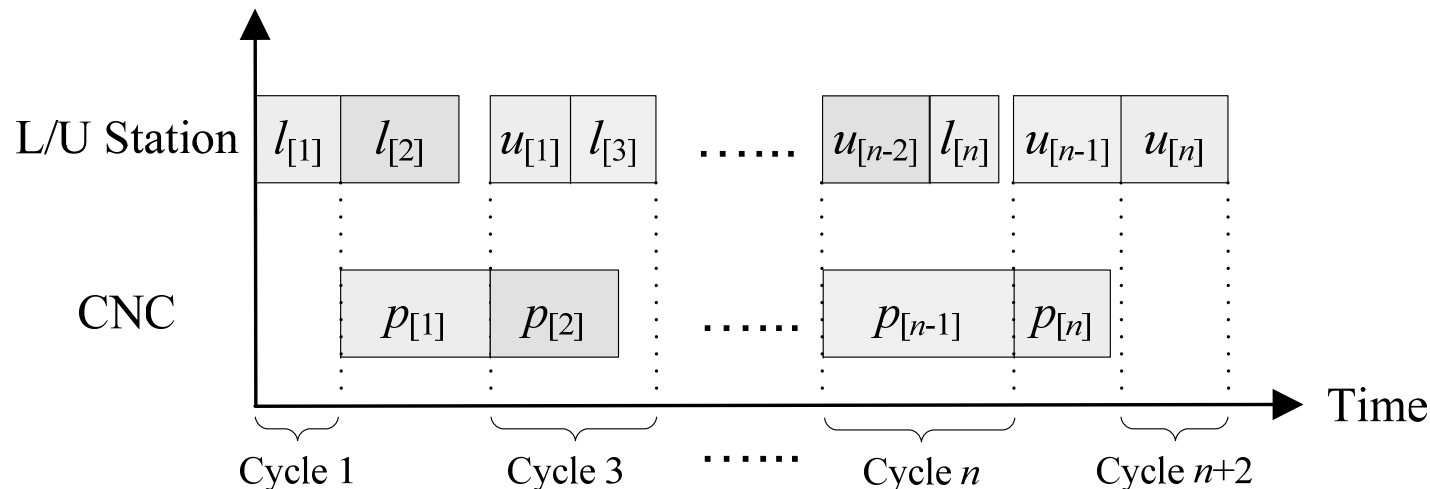 L/U Station l[1] l[2] u[1] l[3] ...... u[n-2] l[n] u[n-1] u[n]
CNC p[1] p[2] ...... p[n-1] p[n]
Time
Cycle 1 Cycle 3 ...... Cycle n Cycle n+2